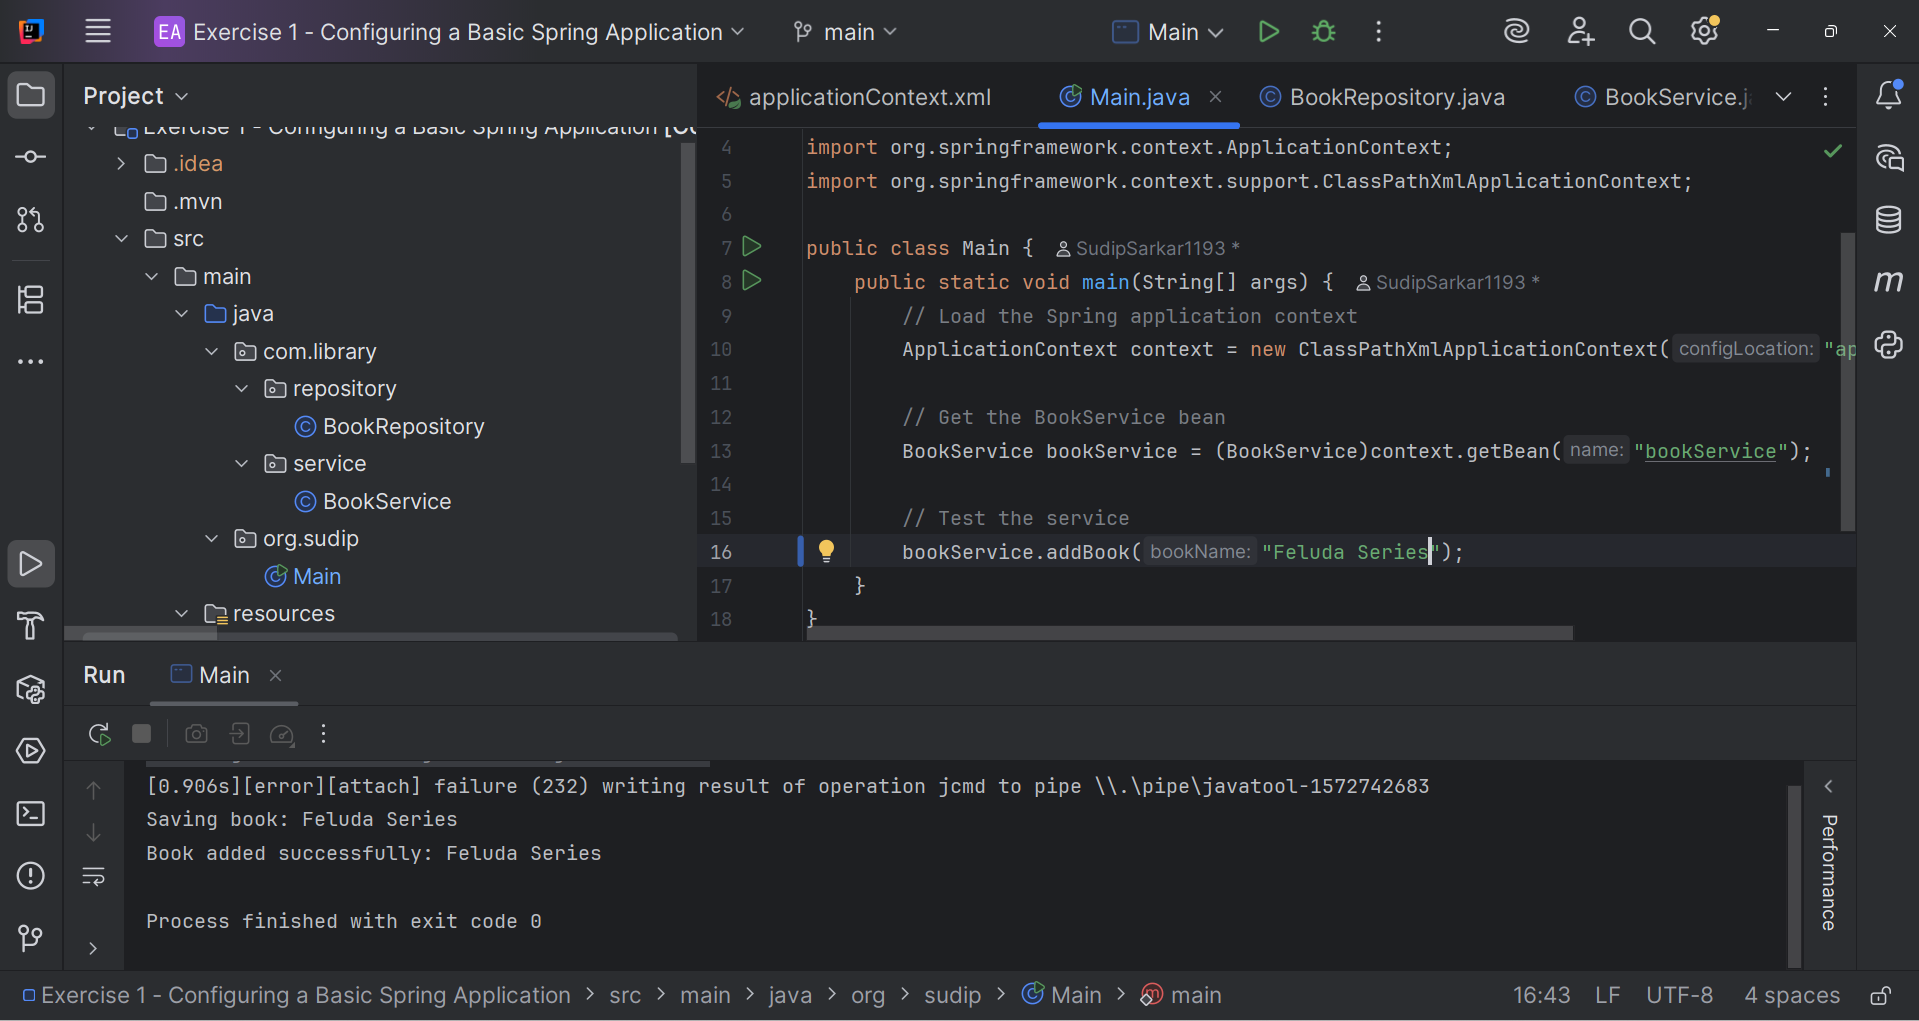 EA Exercise 1 - Configuring a Basic Spring Application
main
Main
Project
applicationContext.xml
Main.java
BookRepository.java
BookService.j
Exercise 1 - Configuring a Basic Spring Application
.idea
.mvn
src
main
java
com.library
repository
BookRepository
service
BookService
org.sudip
Main
resources
4 import org.springframework.context.ApplicationContext;
5 import org.springframework.context.support.ClassPathXmlApplicationContext;
6
7 public class Main { SudipSarkar1193 *
8 public static void main(String[] args) { SudipSarkar1193 *
9 // Load the Spring application context
10 ApplicationContext context = new ClassPathXmlApplicationContext( configLocation: "ap
11
12 // Get the BookService bean
13 BookService bookService = (BookService)context.getBean( name: "bookService");
14
15 // Test the service
16 bookService.addBook( bookName: "Feluda Series");
17 }
18 }
m
Run
Main
[0.906s][error][attach] failure (232) writing result of operation jcmd to pipe \\.\pipe\javatool-1572742683
Saving book: Feluda Series
Book added successfully: Feluda Series
Process finished with exit code 0
Performance
Exercise 1 - Configuring a Basic Spring Application > src > main > java > org > sudip > Main > main
16:43 LF UTF-8 4 spaces